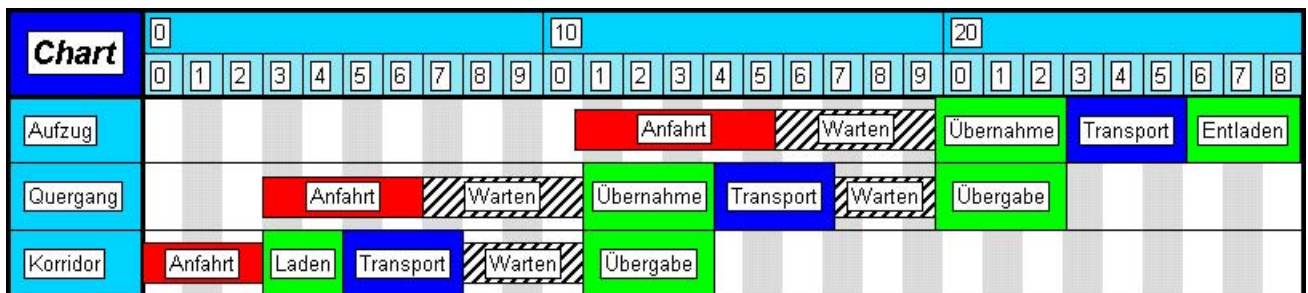 Chart
0 10 20
0 1 2 3 4 5 6 7 8 9 0 1 2 3 4 5 6 7 8 9 0 1 2 3 4 5 6 7 8
Aufzug Anfahrt Warten Übernahme Transport Entladen
Quergang Anfahrt Warten Übernahme Transport Warten Übergabe
Korridor Anfahrt Laden Transport Warten Übergabe